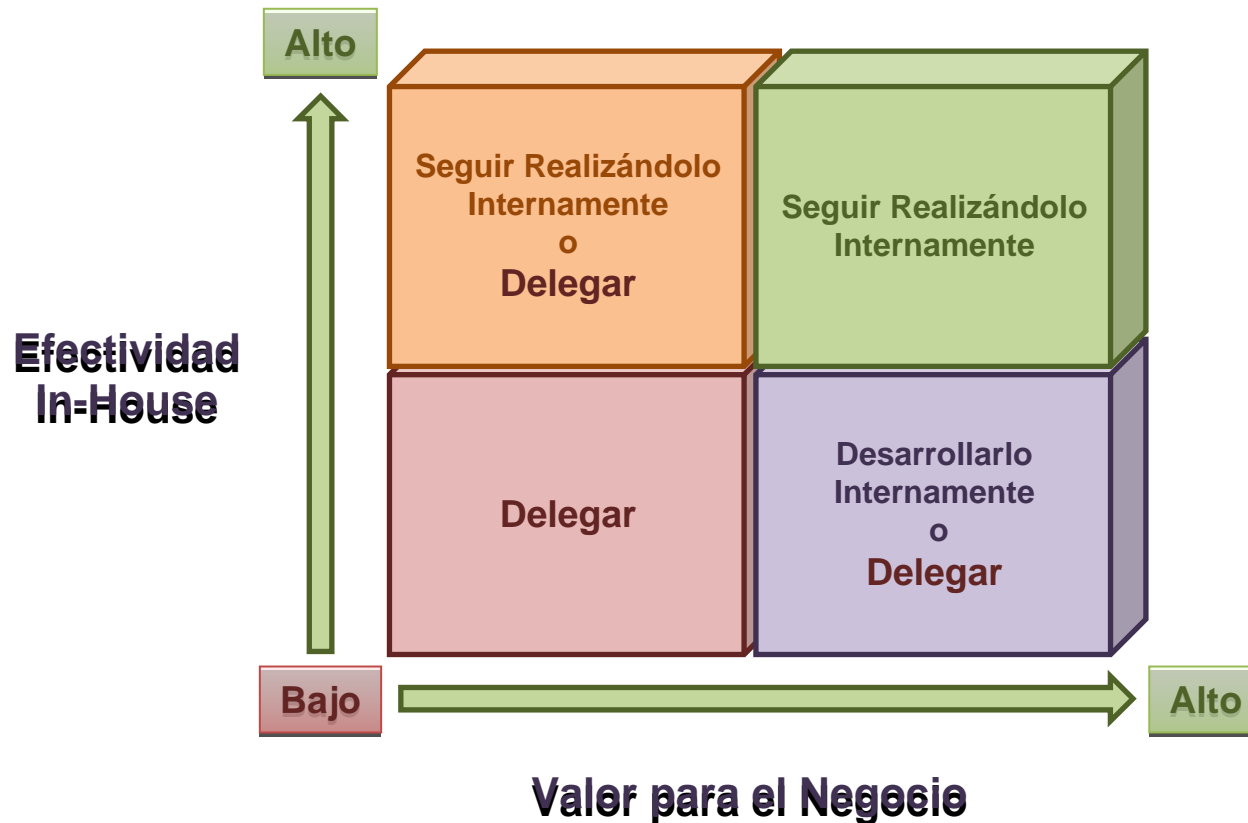 Alto
Seguir Realizándolo
Internamente
o
Delegar
Seguir Realizándolo
Internamente
Efectividad
In-House
Delegar
Desarrollarlo
Internamente
o
Delegar
Bajo
Alto
Valor para el Negocio